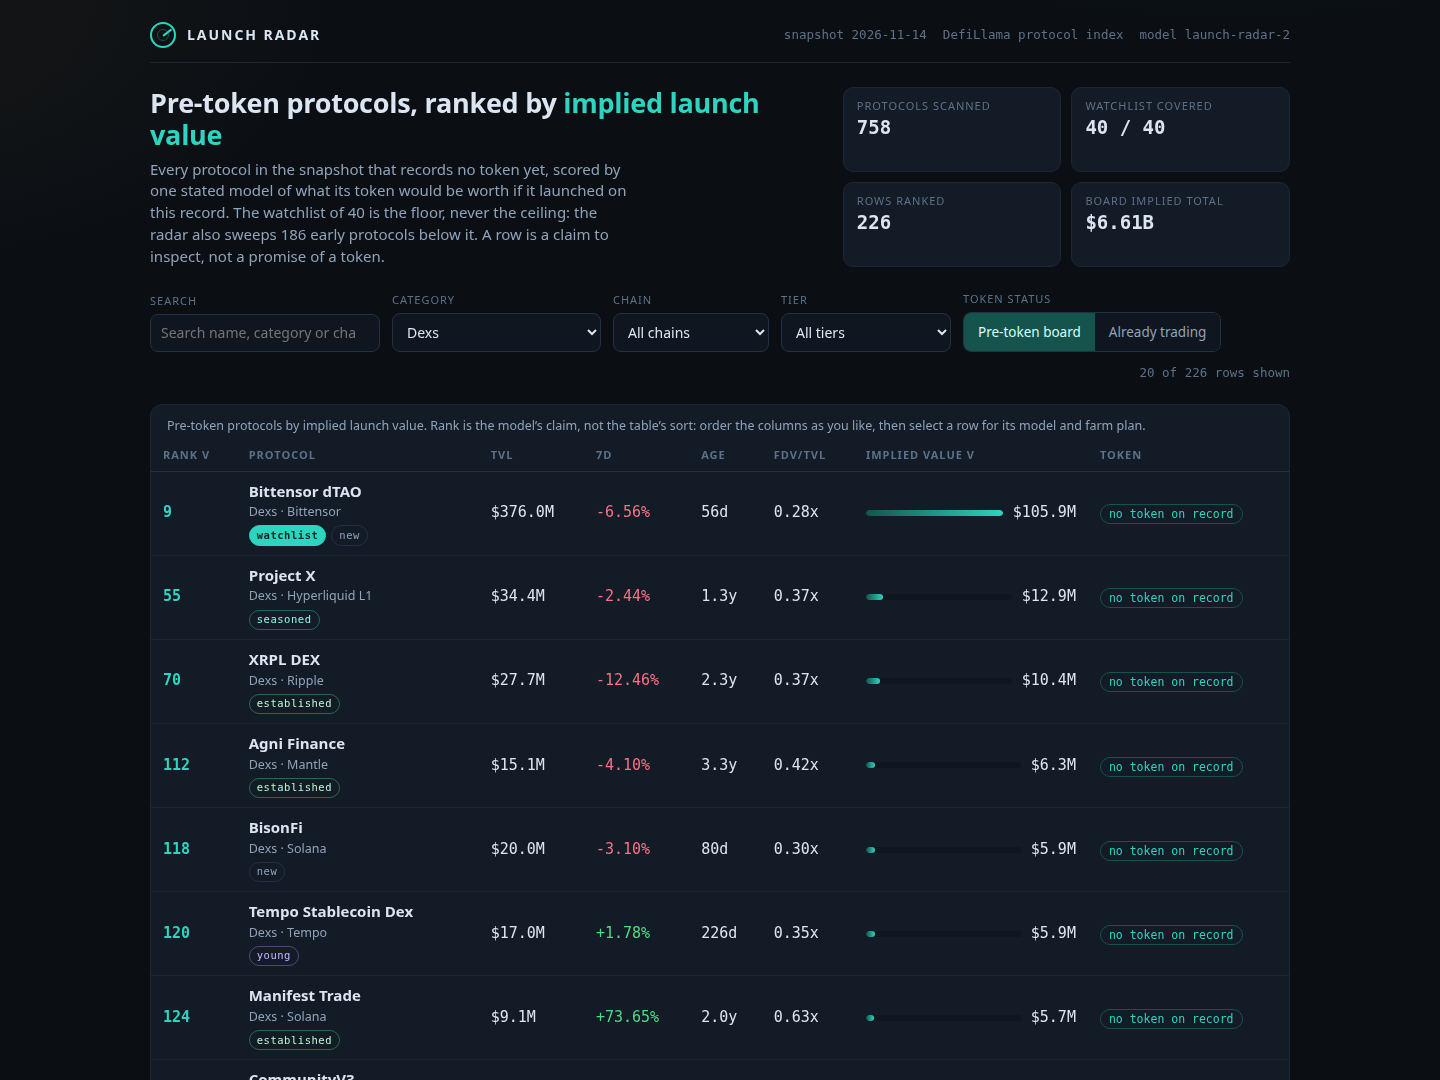 LAUNCH RADAR
snapshot 2026-11-14 DefiLlama protocol index model launch-radar-2
Pre-token protocols, ranked by implied launch
value
Every protocol in the snapshot that records no token yet, scored by
one stated model of what its token would be worth if it launched on
this record. The watchlist of 40 is the floor, never the ceiling: the
radar also sweeps 186 early protocols below it. A row is a claim to
inspect, not a promise of a token.
PROTOCOLS SCANNED
758
WATCHLIST COVERED
40 / 40
ROWS RANKED
226
BOARD IMPLIED TOTAL
$6.61B
SEARCH
Search name, category or cha
CATEGORY
Dexs
CHAIN
All chains
TIER
All tiers
TOKEN STATUS
Pre-token board Already trading
20 of 226 rows shown
Pre-token protocols by implied launch value. Rank is the model’s claim, not the table’s sort: order the columns as you like, then select a row for its model and farm plan.
RANK V PROTOCOL TVL 7D AGE FDV/TVL IMPLIED VALUE V TOKEN
Bittensor dTAO
9 Dexs · Bittensor $376.0M -6.56% 56d 0.28x $105.9M no token on record
watchlist new
Project X
55 Dexs · Hyperliquid L1 $34.4M -2.44% 1.3y 0.37x $12.9M no token on record
seasoned
XRPL DEX
70 Dexs · Ripple $27.7M -12.46% 2.3y 0.37x $10.4M no token on record
established
Agni Finance
112 Dexs · Mantle $15.1M -4.10% 3.3y 0.42x $6.3M no token on record
established
BisonFi
118 Dexs · Solana $20.0M -3.10% 80d 0.30x $5.9M no token on record
new
Tempo Stablecoin Dex
120 Dexs · Tempo $17.0M +1.78% 226d 0.35x $5.9M no token on record
young
Manifest Trade
124 Dexs · Solana $9.1M +73.65% 2.0y 0.63x $5.7M no token on record
established
CommunityV3